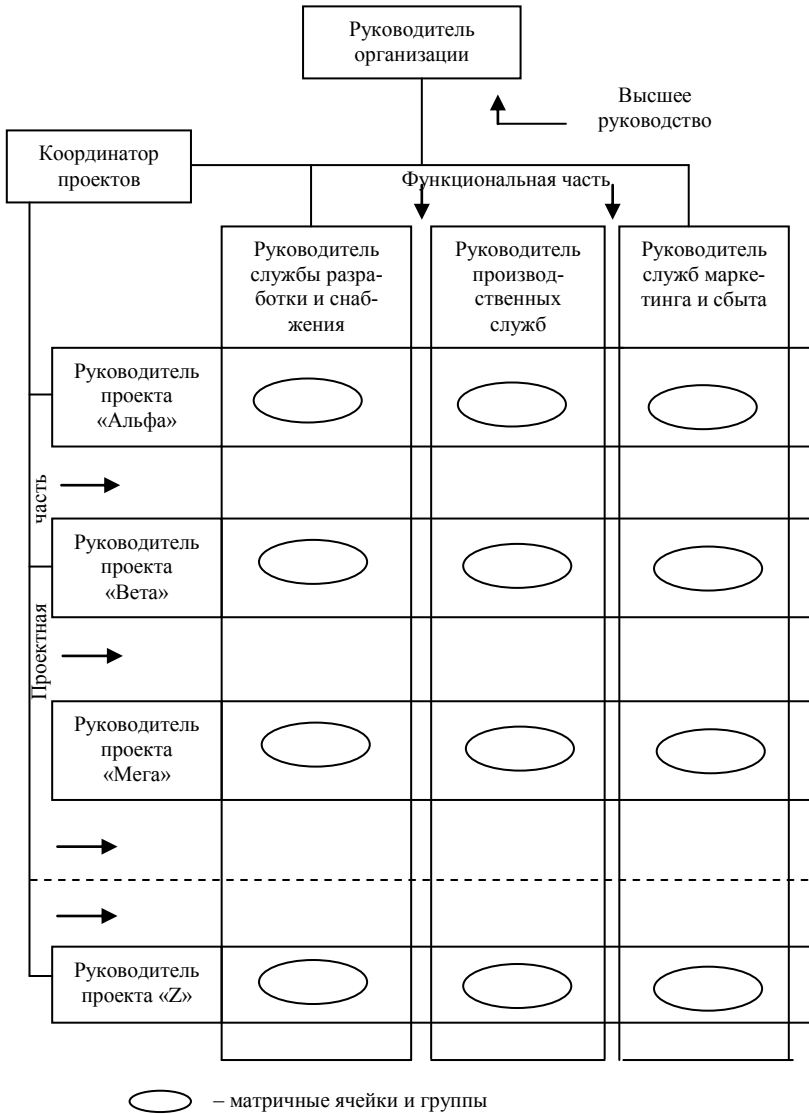 Руководитель
организации
Высшее
руководство
Координатор
проектов
Функциональная часть
Руководитель
службы разра-
ботки и снаб-
жения
Руководитель
производ-
ственных
служб
Руководитель
служб марке-
тинга и сбыта
Руководитель
проекта
«Альфа»
Проектная часть
Руководитель
проекта
«Вета»
Руководитель
проекта
«Мега»
Руководитель
проекта «Z»
– матричные ячейки и группы